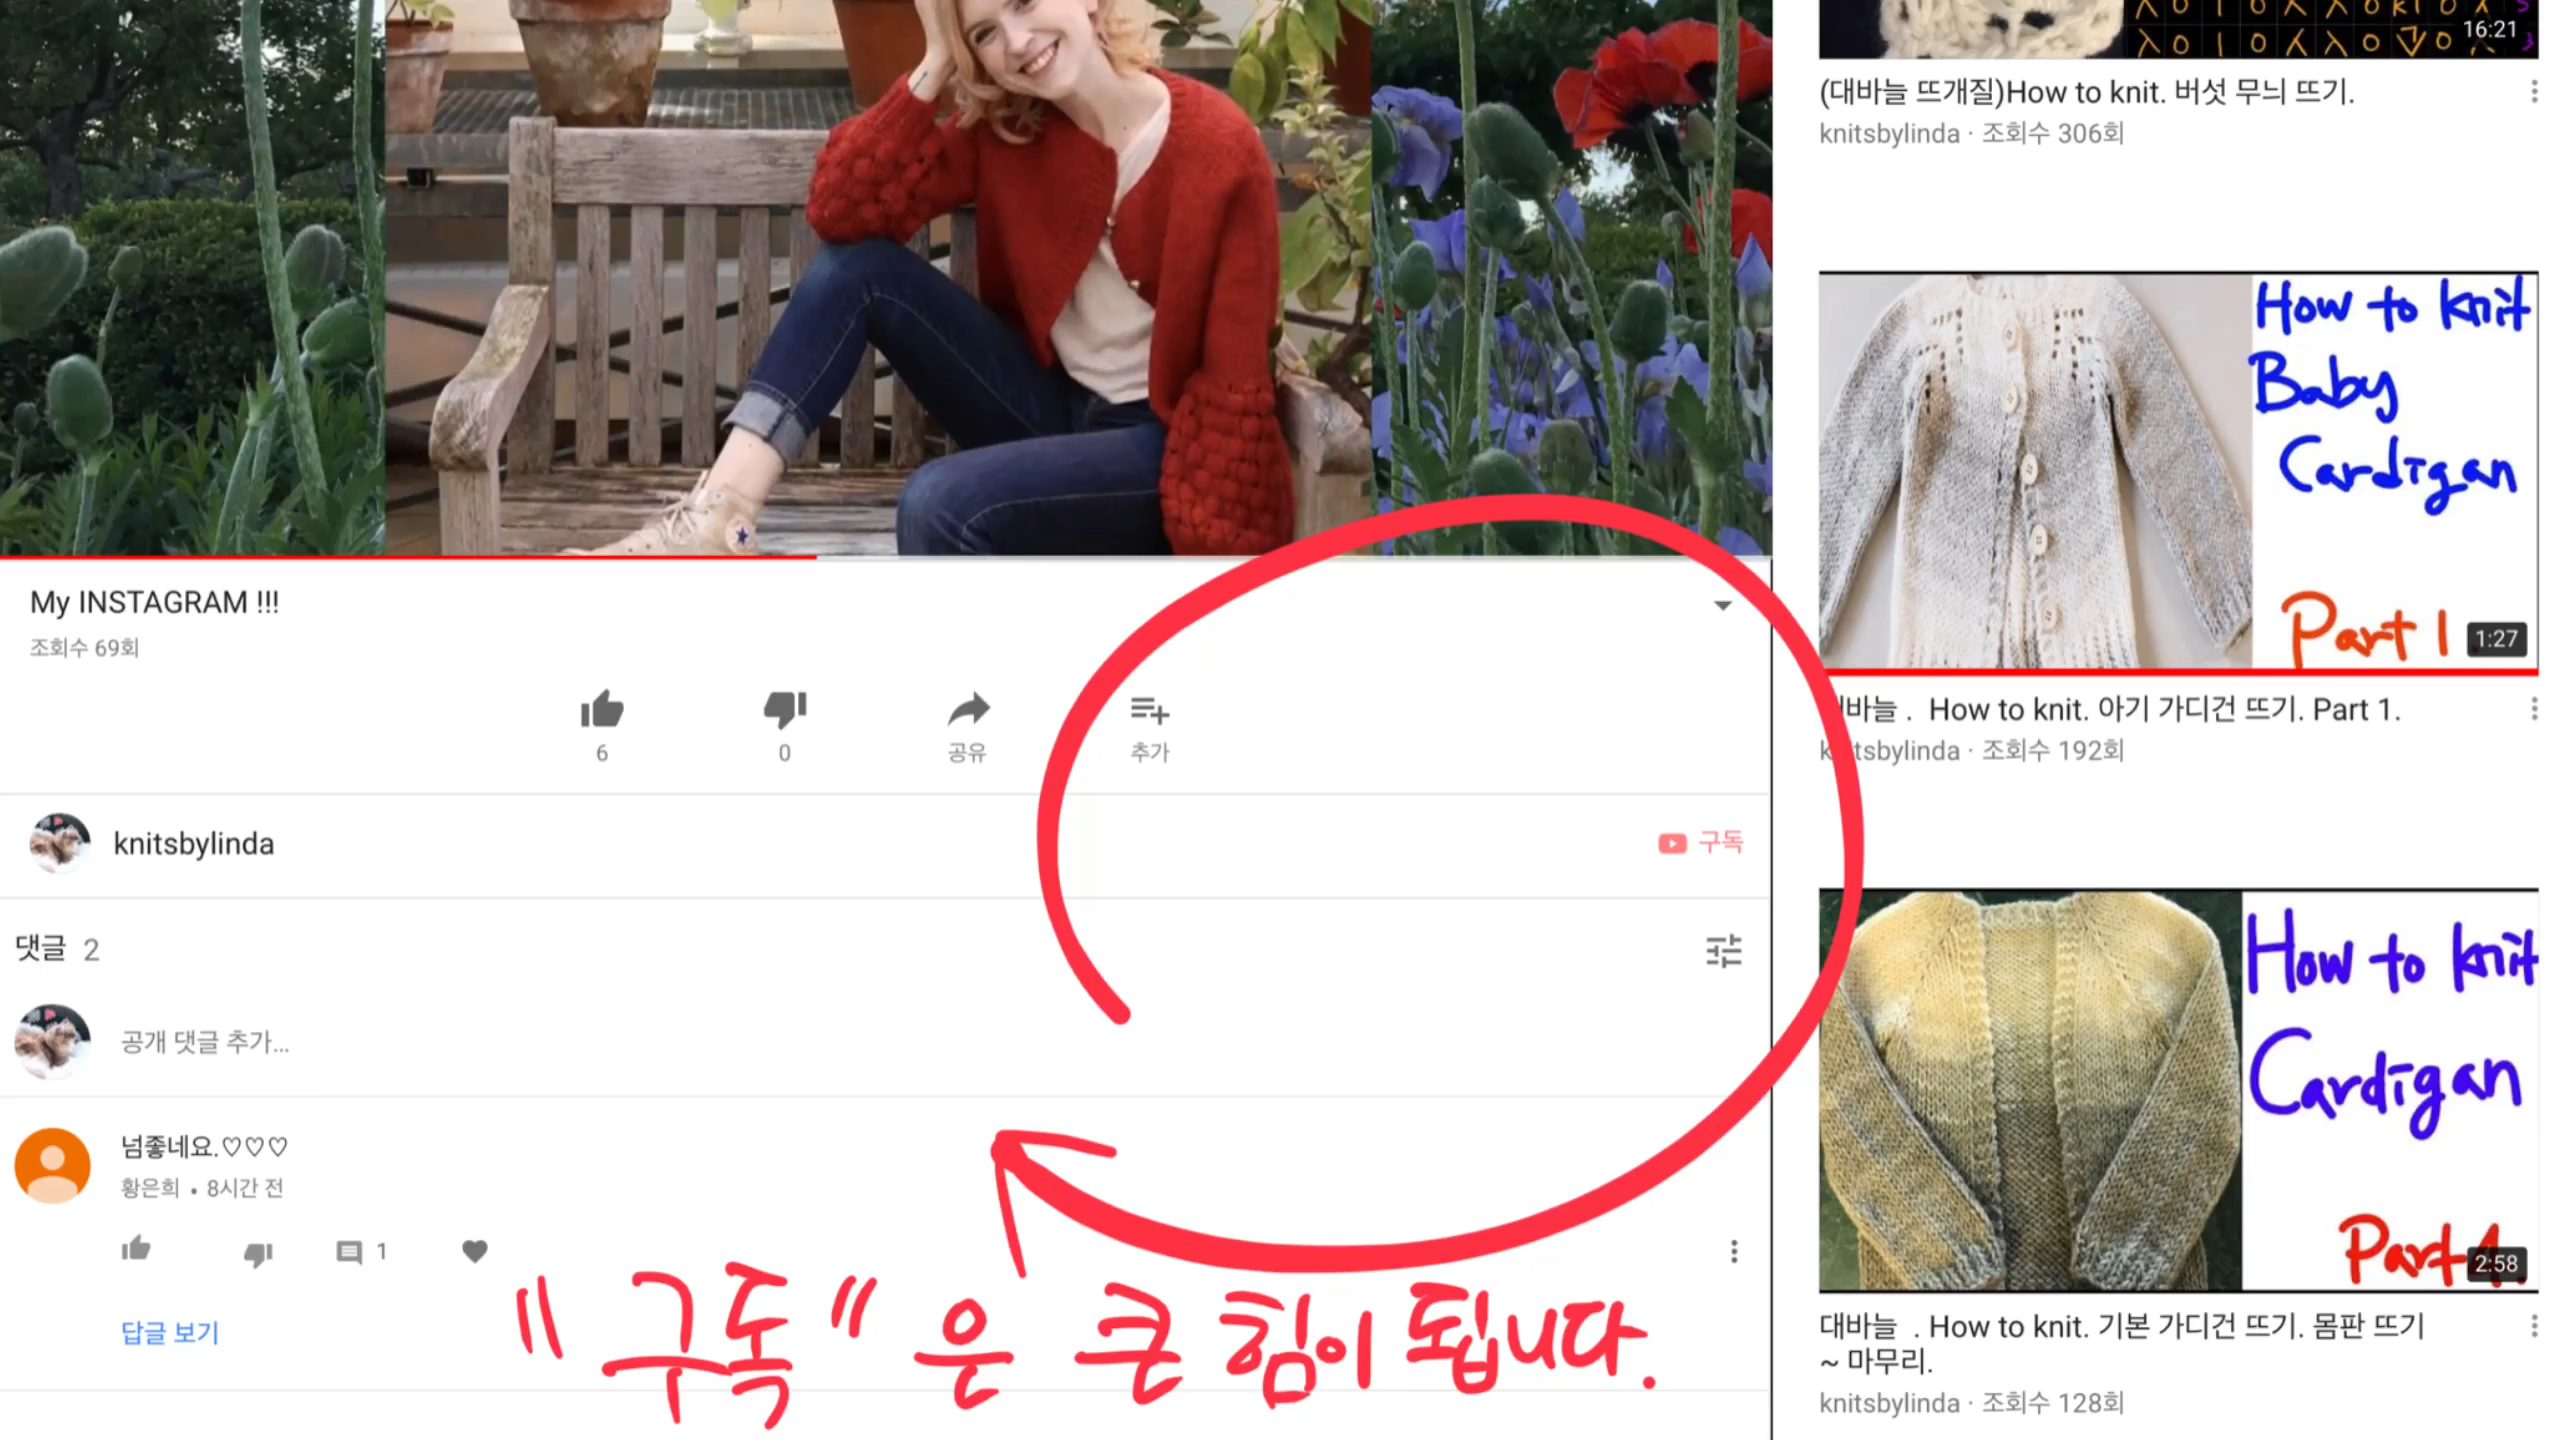 My INSTAGRAM !!!
조회수 69회
6
0
공유
추가
knitsbylinda
구독
댓글 2
공개 댓글 추가...
넘좋네요.♡♡♡
황은희 • 8시간 전
1
답글 보기
"구독"은 큰 힘이 됩니다.
16:21
(대바늘 뜨개질)How to knit. 버섯 무늬 뜨기.
knitsbylinda · 조회수 306회
How to knit
Baby
Cardigan
Part 1
1:27
바늘 . How to knit. 아기 가디건 뜨기. Part 1.
knitsbylinda · 조회수 192회
How to knit
Cardigan
Part 1.
2:58
대바늘 . How to knit. 기본 가디건 뜨기. 몸판 뜨기
~ 마무리.
knitsbylinda · 조회수 128회